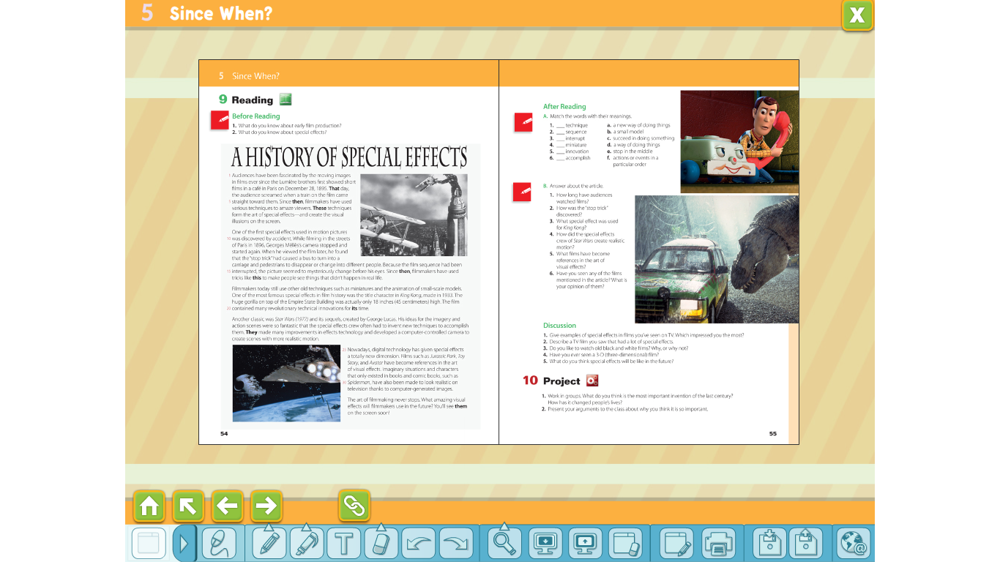 5 Since When?
X
5 Since When?
9 Reading
Before Reading
1. What do you know about early film production?
2. What do you know about special effects?
A HISTORY OF SPECIAL EFFECTS
1 Audiences have been fascinated by the moving images
in films ever since the Lumière brothers first showed short
films in a café in Paris on December 28, 1895. That day,
the audience screamed when a train on the film came
5 straight toward them. Since then, filmmakers have used
various techniques to amaze viewers. These techniques
form the art of special effects—and create the visual
illusions on the screen.
One of the first special effects used in motion pictures
10 was discovered by accident. While filming in the streets
of Paris in 1896, Georges Méliès's camera stopped and
started again. When he viewed the film later, he found
that the "stop trick" had caused a bus to turn into a
carriage and pedestrians to disappear or change into different people. Because the film sequence had been
15 interrupted, the picture seemed to mysteriously change before his eyes. Since then, filmmakers have used
tricks like this to make people see things that didn't happen in real life.
Filmmakers today still use other old techniques such as miniatures and the animation of small-scale models.
One of the most famous special effects in film history was the title character in King Kong, made in 1933. The
huge gorilla on top of the Empire State Building was actually only 18 inches (45 centimeters) high. The film
20 contained many revolutionary technical innovations for its time.
Another classic was Star Wars (1977) and its sequels, created by George Lucas. His ideas for the imagery and
action scenes were so fantastic that the special effects crew often had to invent new techniques to accomplish
them. They made many improvements in effects technology and developed a computer-controlled camera to
create scenes with more realistic motion.
25 Nowadays, digital technology has given special effects
a totally new dimension. Films such as Jurassic Park, Toy
Story, and Avatar have become references in the art
of visual effects. Imaginary situations and characters
that only existed in books and comic books, such as
30 Spiderman, have also been made to look realistic on
television thanks to computer-generated images.
The art of filmmaking never stops. What amazing visual
effects will filmmakers use in the future? You'll see them
on the screen soon!
54
After Reading
A. Match the words with their meanings.
1. ___ technique a. a new way of doing things
2. ___ sequence b. a small model
3. ___ interrupt c. succeed in doing something
4. ___ miniature d. a way of doing things
5. ___ innovation e. stop in the middle
6. ___ accomplish f. actions or events in a
particular order
B. Answer about the article.
1. How long have audiences
watched films?
2. How was the "stop trick"
discovered?
3. What special effect was used
for King Kong?
4. How did the special effects
crew of Star Wars create realistic
motion?
5. What films have become
references in the art of
visual effects?
6. Have you seen any of the films
mentioned in the article? What is
your opinion of them?
Discussion
1. Give examples of special effects in films you've seen on TV. Which impressed you the most?
2. Describe a TV film you saw that had a lot of special effects.
3. Do you like to watch old black and white films? Why, or why not?
4. Have you ever seen a 3-D (three-dimensional) film?
5. What do you think special effects will be like in the future?
10 Project
1. Work in groups. What do you think is the most important invention of the last century?
How has it changed people's lives?
2. Present your arguments to the class about why you think it is so important.
55
T
@